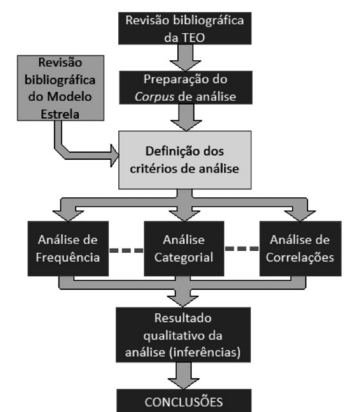 Revisão bibliográfica
da TEO
Revisão
bibliográfica
do Modelo
Estrela
Preparação do
Corpus de análise
Definição dos
critérios de análise
Análise de
Frequência
Análise
Categorial
Análise de
Correlações
Resultado
qualitativo da
análise (inferências)
CONCLUSÕES